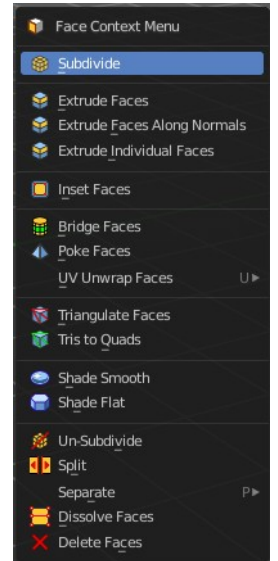 Face Context Menu
Subdivide
Extrude Faces
Extrude Faces Along Normals
Extrude Individual Faces
Inset Faces
Bridge Faces
Poke Faces
UV Unwrap Faces U▶
Triangulate Faces
Tris to Quads
Shade Smooth
Shade Flat
Un-Subdivide
Split
Separate P▶
Dissolve Faces
Delete Faces